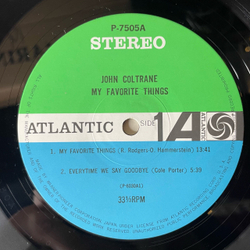 P-7505A
STEREO
JOHN COLTRANE
MY FAVORITE THINGS
ATLANTIC
SIDE 1A
1. MY FAVORITE THINGS (R. Rodgers-O. Hammerstein) 13:41
2. EVERYTIME WE SAY GOODBYE (Cole Porter) 5:39
33⅓RPM